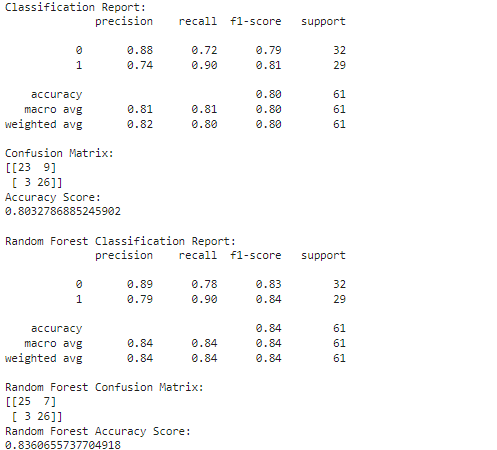 Classification Report:
              precision    recall  f1-score   support

           0       0.88      0.72      0.79        32
           1       0.74      0.90      0.81        29

    accuracy                           0.80        61
   macro avg       0.81      0.81      0.80        61
weighted avg       0.82      0.80      0.80        61

Confusion Matrix:
[[23  9]
 [ 3 26]]
Accuracy Score:
0.8032786885245902

Random Forest Classification Report:
              precision    recall  f1-score   support

           0       0.89      0.78      0.83        32
           1       0.79      0.90      0.84        29

    accuracy                           0.84        61
   macro avg       0.84      0.84      0.84        61
weighted avg       0.84      0.84      0.84        61

Random Forest Confusion Matrix:
[[25  7]
 [ 3 26]]
Random Forest Accuracy Score:
0.8360655737704918